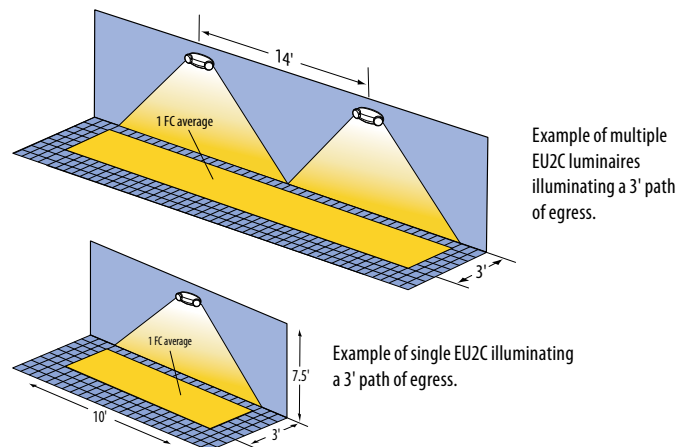 14'
1 FC average
Example of multiple
EU2C luminaires
illuminating a 3' path
of egress.
3'
1 FC average
7.5'
Example of single EU2C illuminating
a 3' path of egress.
10'
3'